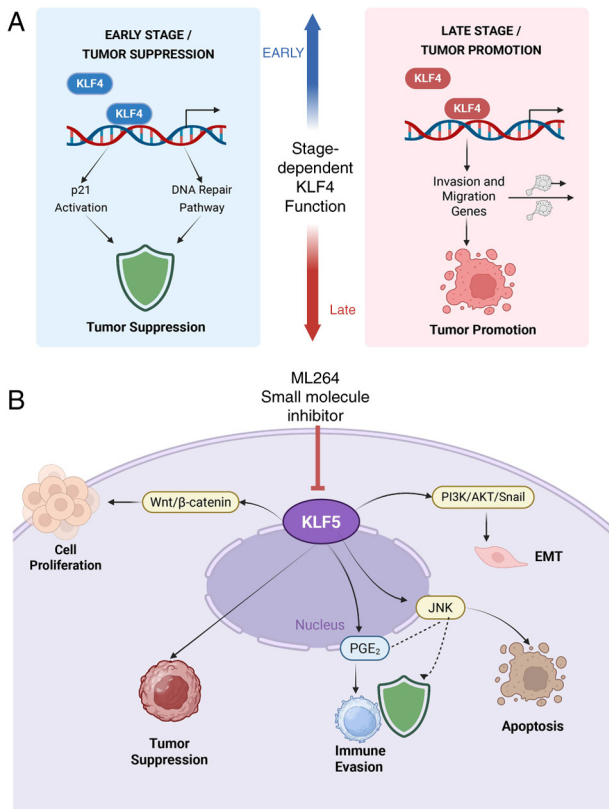 A
EARLY STAGE /
TUMOR SUPPRESSION
KLF4
KLF4
p21
Activation
DNA Repair
Pathway
Tumor Suppression
EARLY
Stage-
dependent
KLF4
Function
Late
LATE STAGE /
TUMOR PROMOTION
KLF4
KLF4
Invasion and
Migration
Genes
Tumor Promotion
B
ML264
Small molecule
inhibitor
KLF5
Wnt/β-catenin
Cell
Proliferation
PI3K/AKT/Snail
EMT
Nucleus
JNK
PGE₂
Tumor
Suppression
Immune
Evasion
Apoptosis